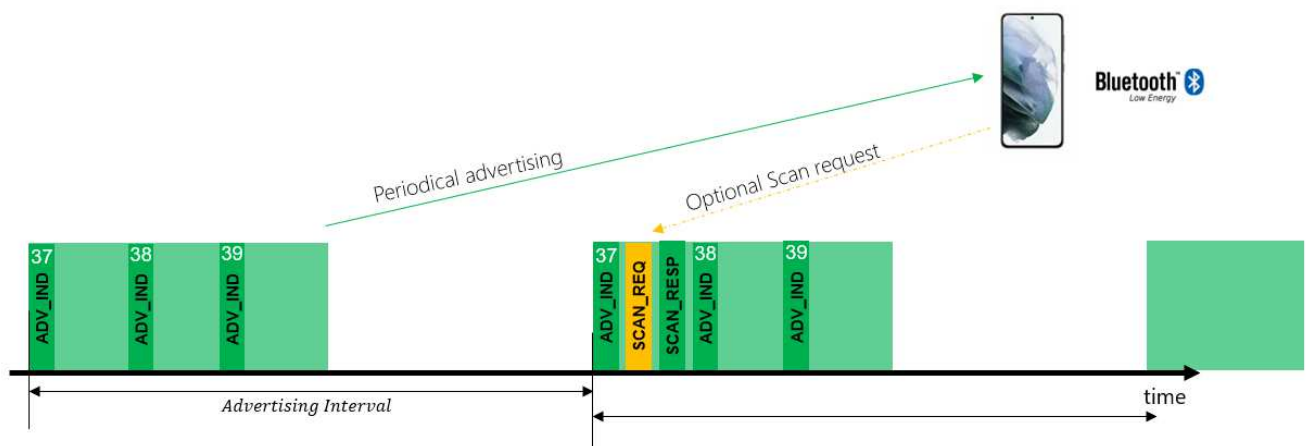 Bluetooth™
Low Energy
Periodical advertising
Optional Scan request
37
ADV_IND
38
ADV_IND
39
ADV_IND
37
ADV_IND
SCAN_REQ
SCAN_RESP
38
ADV_IND
39
ADV_IND
Advertising Interval
time